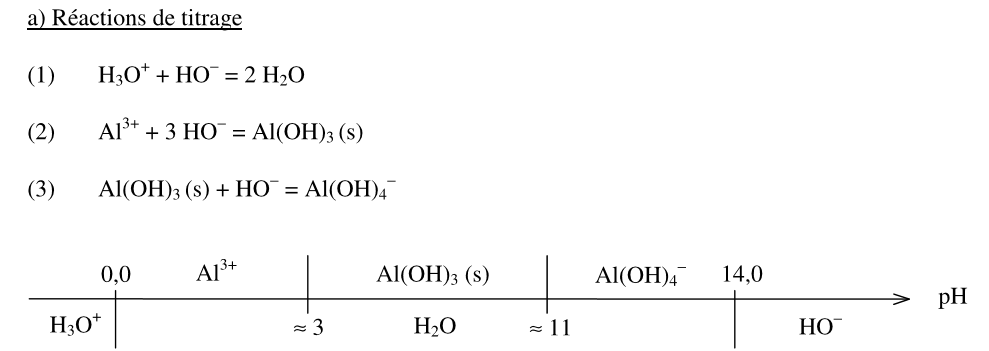 a) Réactions de titrage
(1) H₃O⁺ + HO⁻ = 2 H₂O
(2) Al³⁺ + 3 HO⁻ = Al(OH)₃ (s)
(3) Al(OH)₃ (s) + HO⁻ = Al(OH)₄⁻
0,0 Al³⁺ Al(OH)₃ (s) Al(OH)₄⁻ 14,0
pH
H₃O⁺ ≈ 3 H₂O ≈ 11 HO⁻